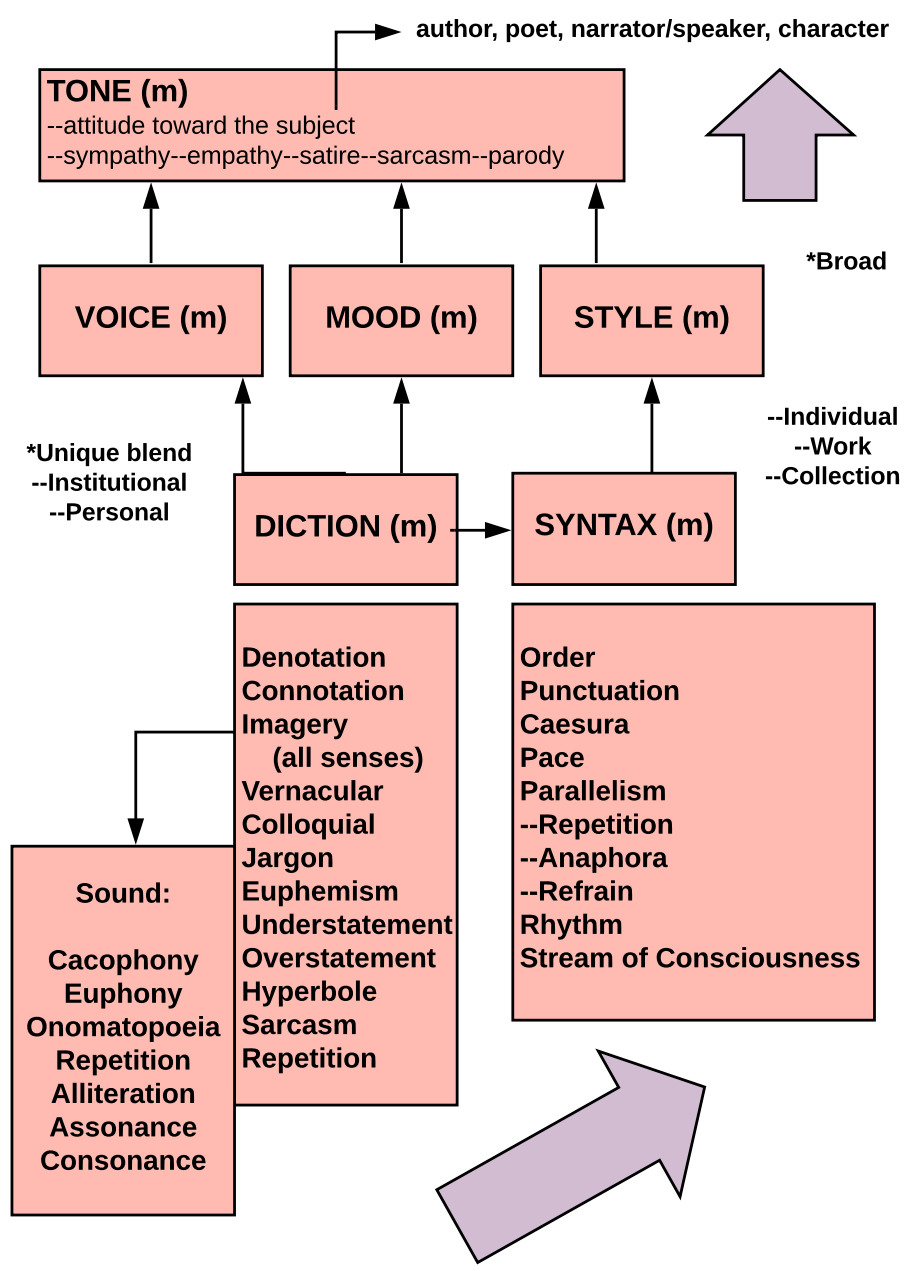 author, poet, narrator/speaker, character
TONE (m)
--attitude toward the subject
--sympathy--empathy--satire--sarcasm--parody
*Broad
VOICE (m)
MOOD (m)
STYLE (m)
--Individual
--Work
--Collection
*Unique blend
--Institutional
--Personal
DICTION (m)
SYNTAX (m)
Denotation
Connotation
Imagery
(all senses)
Vernacular
Colloquial
Jargon
Euphemism
Understatement
Overstatement
Hyperbole
Sarcasm
Repetition
Order
Punctuation
Caesura
Pace
Parallelism
--Repetition
--Anaphora
--Refrain
Rhythm
Stream of Consciousness
Sound:
Cacophony
Euphony
Onomatopoeia
Repetition
Alliteration
Assonance
Consonance